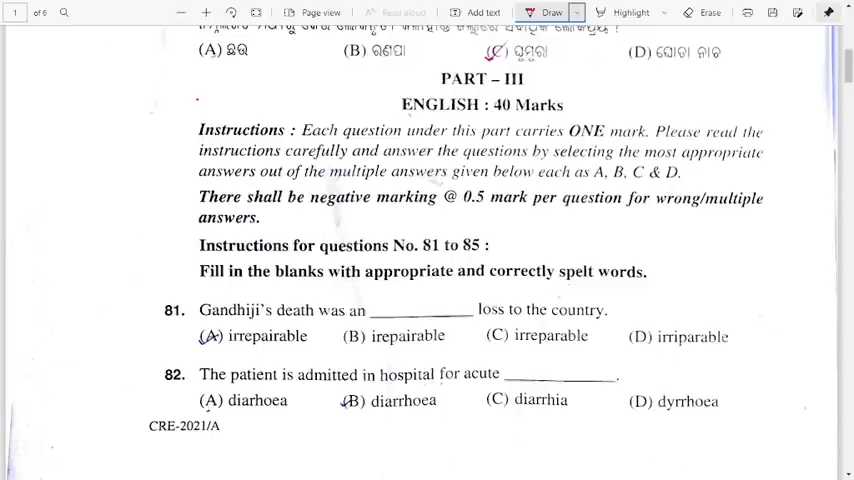 1 of 6 Page view Read aloud Add text Draw Highlight Erase
(A) ଛଉ (B) ରଣପା (C) ଘୁମୁରା (D) ଘୋଡା ନାଚ
PART – III
ENGLISH : 40 Marks
Instructions : Each question under this part carries ONE mark. Please read the
instructions carefully and answer the questions by selecting the most appropriate
answers out of the multiple answers given below each as A, B, C & D.
There shall be negative marking @ 0.5 mark per question for wrong/multiple
answers.
Instructions for questions No. 81 to 85 :
Fill in the blanks with appropriate and correctly spelt words.
81. Gandhiji's death was an ____________ loss to the country.
(A) irrepairable (B) irepairable (C) irreparable (D) irriparable
82. The patient is admitted in hospital for acute ____________ .
(A) diarhoea (B) diarrhoea (C) diarrhia (D) dyrrhoea
CRE-2021/A